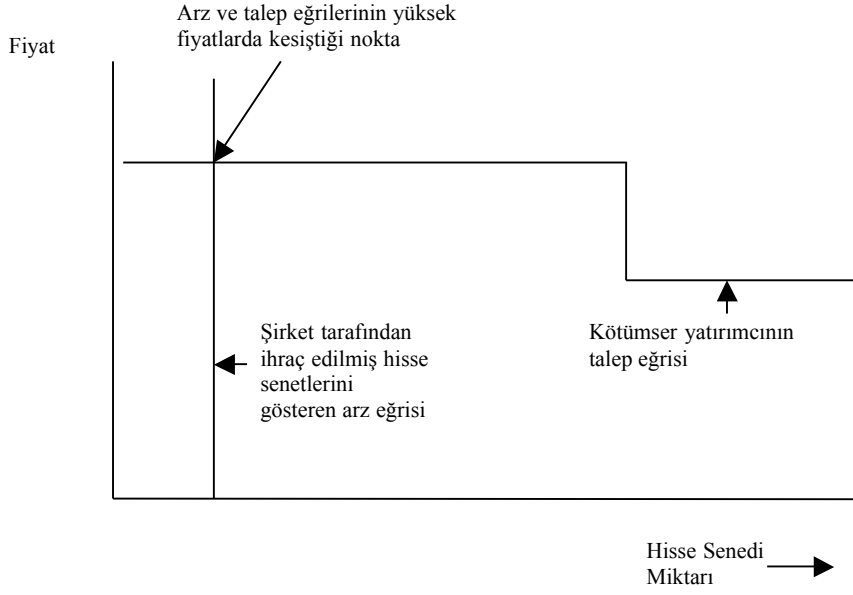 Arz ve talep eğrilerinin yüksek
fiyatlarda kesiştiği nokta
Fiyat
Şirket tarafından
ihraç edilmiş hisse
senetlerini
gösteren arz eğrisi
Kötümser yatırımcının
talep eğrisi
Hisse Senedi
Miktarı